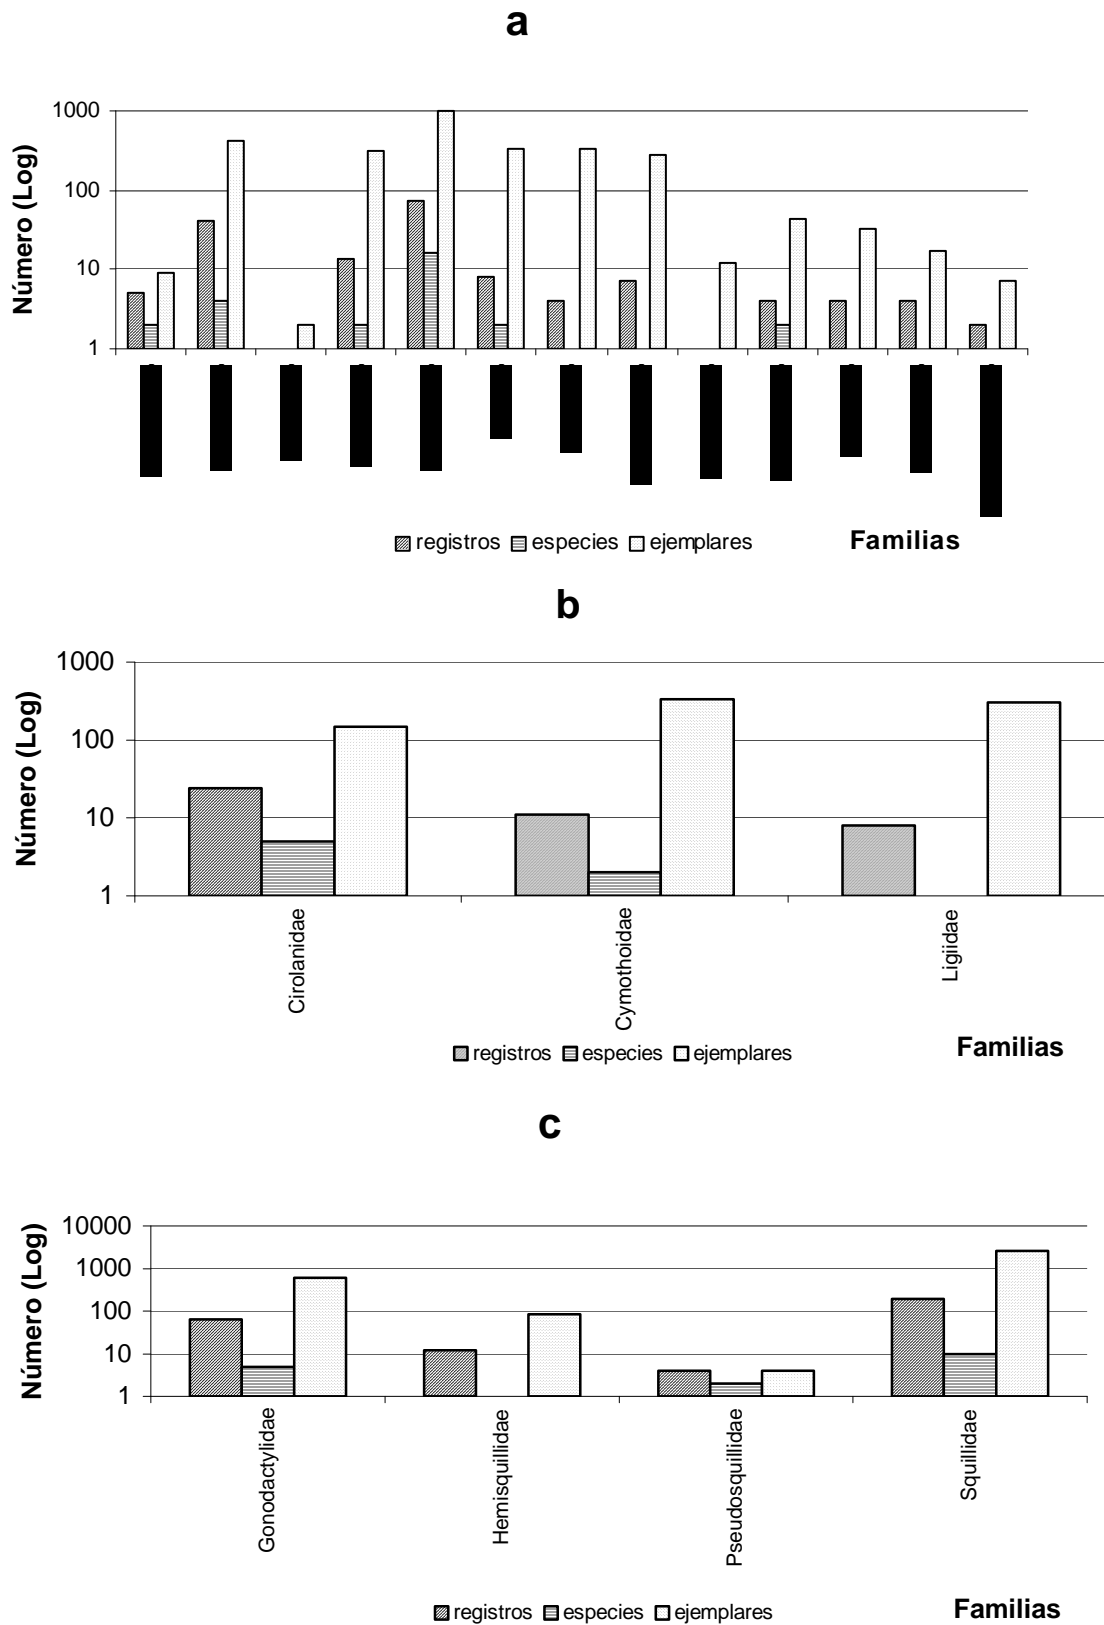 a
Número (Log)
1000
100
10
1
registros especies ejemplares
Familias
b
Número (Log)
1000
100
10
1
Cirolanidae
Cymothoidae
Ligiidae
registros especies ejemplares
Familias
c
Número (Log)
10000
1000
100
10
1
Gonodactylidae
Hemisquillidae
Pseudosquillidae
Squillidae
registros especies ejemplares
Familias